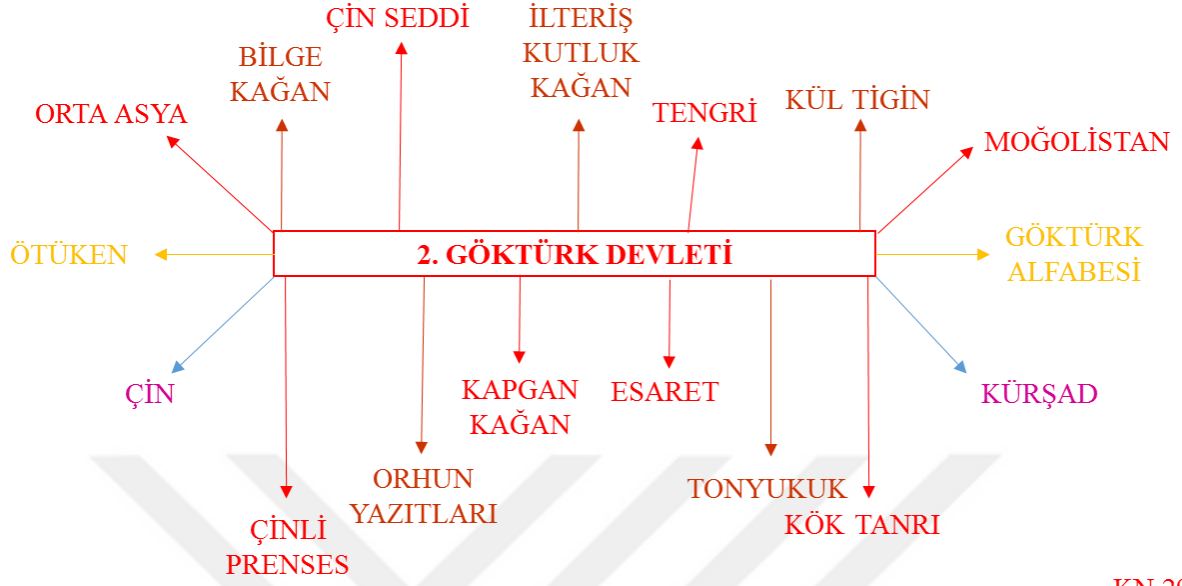 ÇİN SEDDİ
İLTERİŞ
KUTLUK
KAĞAN
BİLGE
KAĞAN
TENGRİ
KÜL TİGİN
ORTA ASYA
MOĞOLİSTAN
ÖTÜKEN
2. GÖKTÜRK DEVLETİ
GÖKTÜRK
ALFABESİ
ÇİN
KAPGAN
KAĞAN
ESARET
KÜRŞAD
ORHUN
YAZITLARI
TONYUKUK
ÇİNLİ
PRENSES
KÖK TANRI